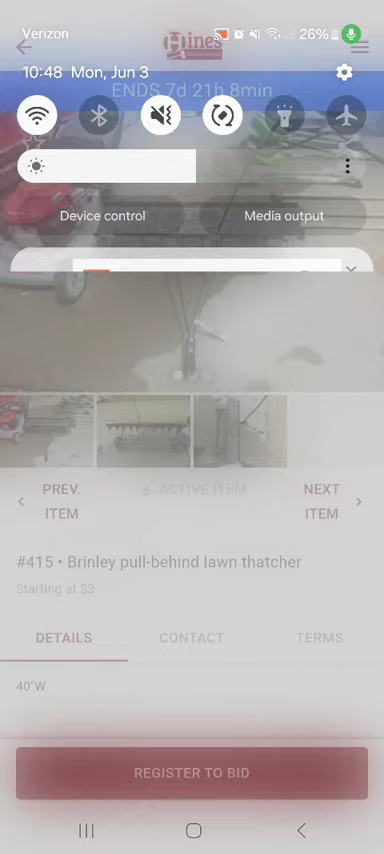 Verizon
26%
Hines
10:48 Mon, Jun 3
ENDS 7d 21h 8min
Device control
Media output
PREV. ITEM
ACTIVE ITEM
NEXT ITEM
#415 • Brinley pull-behind lawn thatcher
Starting at $3
DETAILS
CONTACT
TERMS
40"W
REGISTER TO BID